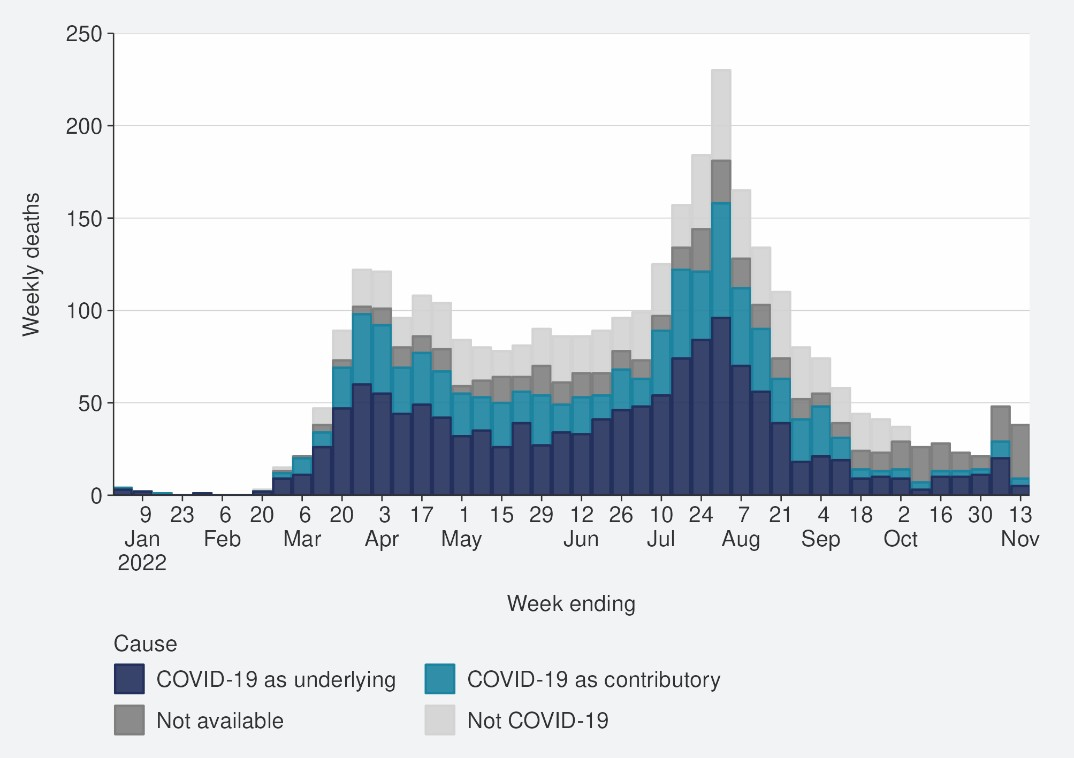 250
200
150
100
50
0
Weekly deaths
9 23 6 20 6 20 3 17 1 15 29 12 26 10 24 7 21 4 18 2 16 30 13
Jan Feb Mar Apr May Jun Jul Aug Sep Oct Nov
2022
Week ending
Cause
COVID-19 as underlying COVID-19 as contributory
Not available Not COVID-19